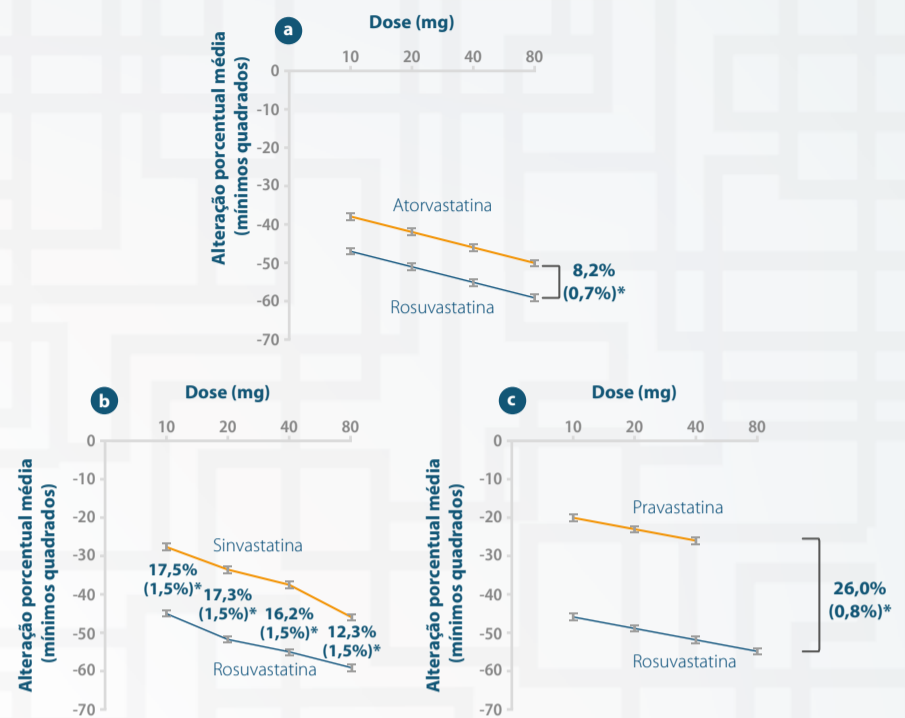 a
Dose (mg)
Alteração porcentual média
(mínimos quadrados)
10 20 40 80
0
-10
-20
-30
-40
-50
-60
-70
Atorvastatina
Rosuvastatina
8,2%
(0,7%)*
b
Dose (mg)
Alteração porcentual média
(mínimos quadrados)
10 20 40 80
0
-10
-20
-30
-40
-50
-60
-70
Sinvastatina
17,5%
(1,5%)*
17,3%
(1,5%)*
16,2%
(1,5%)*
12,3%
(1,5%)*
Rosuvastatina
c
Dose (mg)
Alteração porcentual média
(mínimos quadrados)
10 20 40 80
0
-10
-20
-30
-40
-50
-60
-70
Pravastatina
Rosuvastatina
26,0%
(0,8%)*